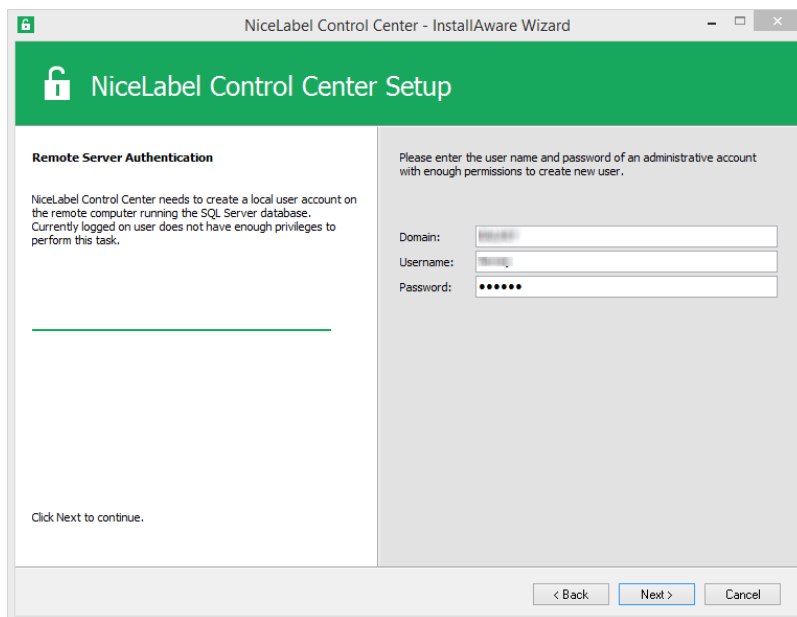 NiceLabel Control Center - InstallAware Wizard
NiceLabel Control Center Setup
Remote Server Authentication
NiceLabel Control Center needs to create a local user account on
the remote computer running the SQL Server database.
Currently logged on user does not have enough privileges to
perform this task.
Click Next to continue.
Please enter the user name and password of an administrative account
with enough permissions to create new user.
Domain:
Username:
Password: ●●●●●●
< Back Next > Cancel